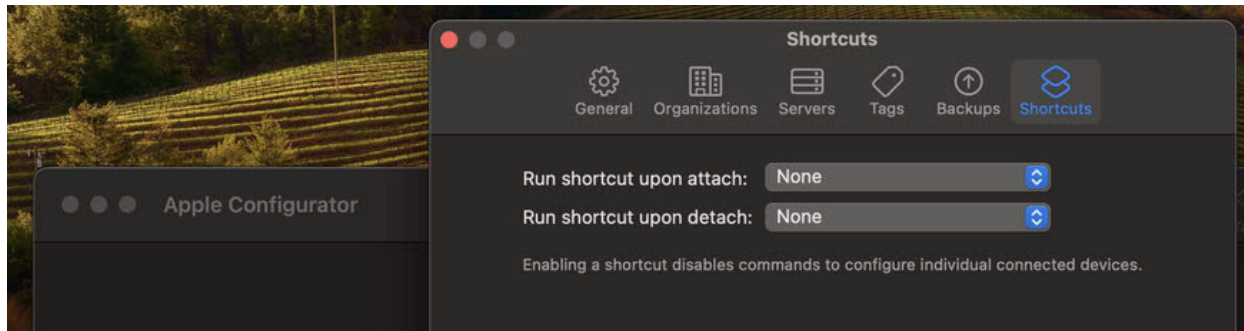 Shortcuts
General Organizations Servers Tags Backups Shortcuts
Apple Configurator
Run shortcut upon attach: None
Run shortcut upon detach: None
Enabling a shortcut disables commands to configure individual connected devices.